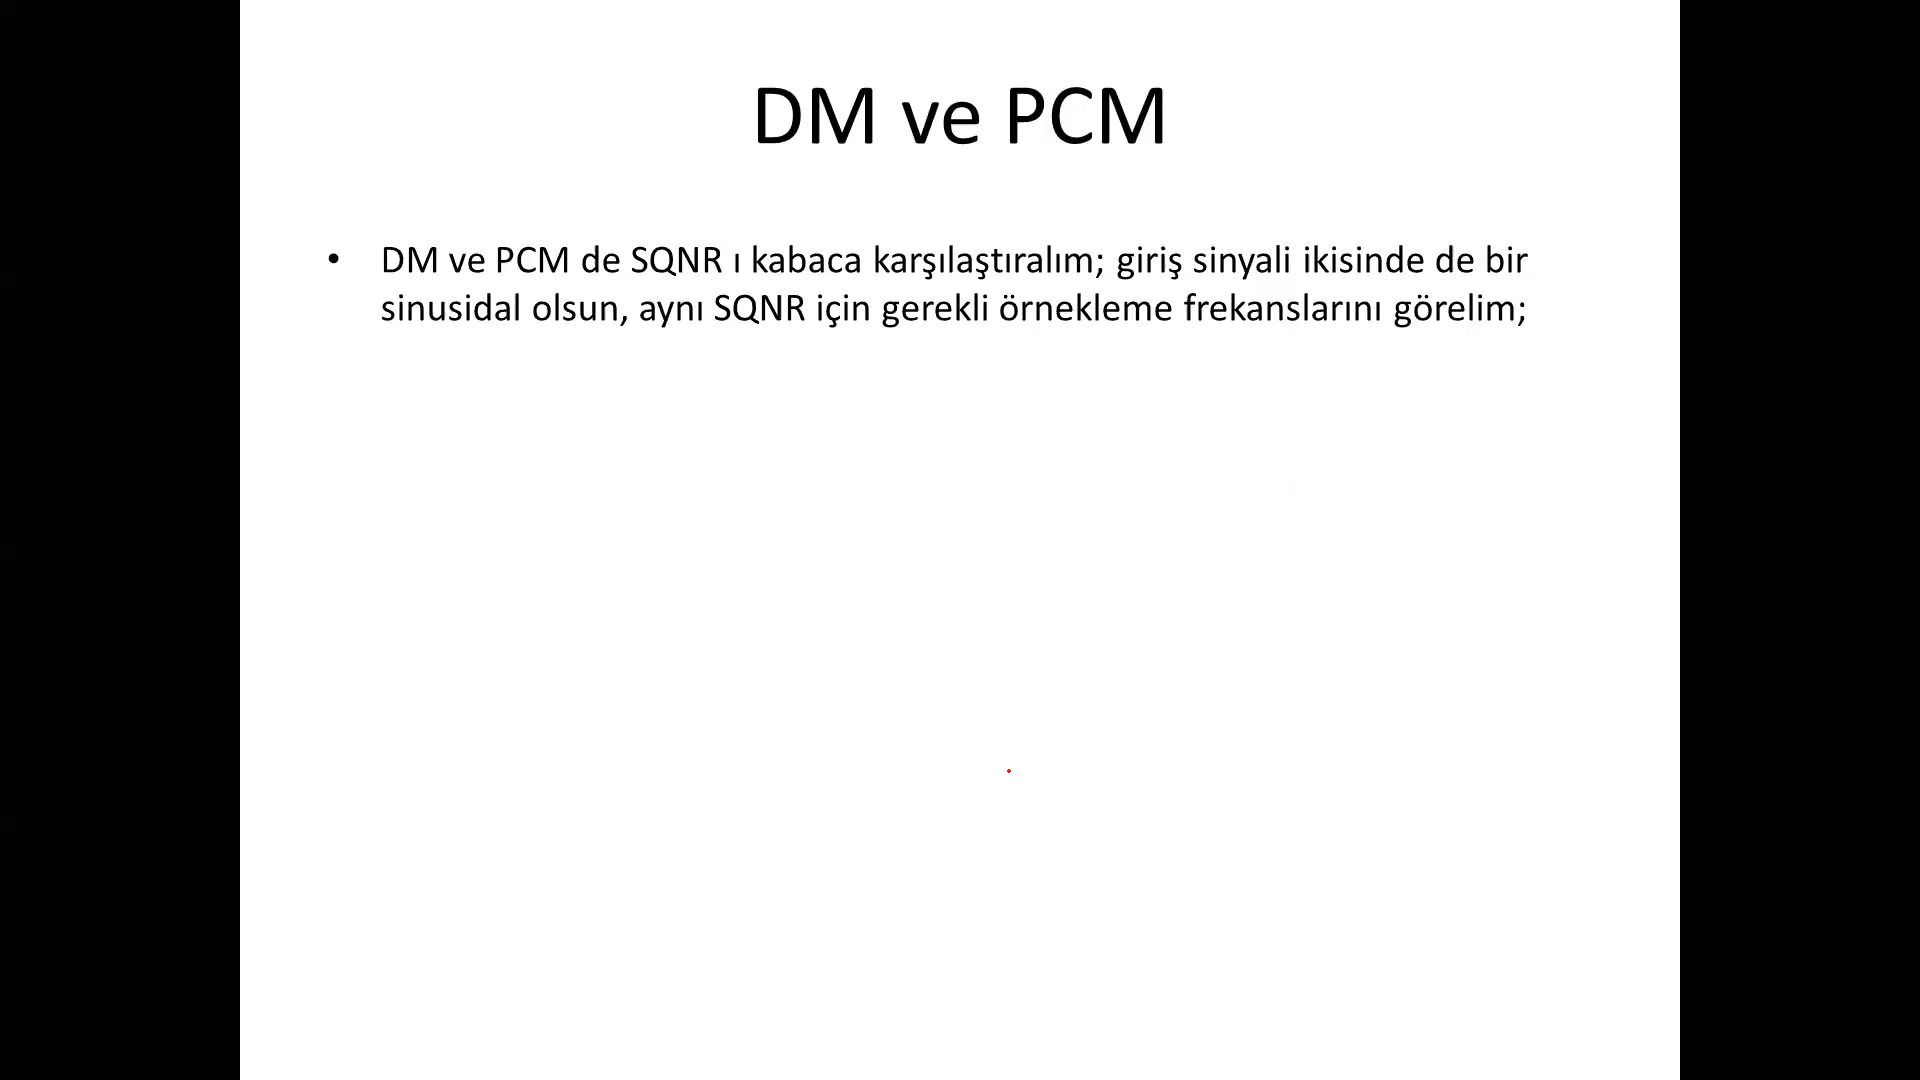 DM ve PCM
• DM ve PCM de SQNR ı kabaca karşılaştıralım; giriş sinyali ikisinde de bir
sinusidal olsun, aynı SQNR için gerekli örnekleme frekanslarını görelim;